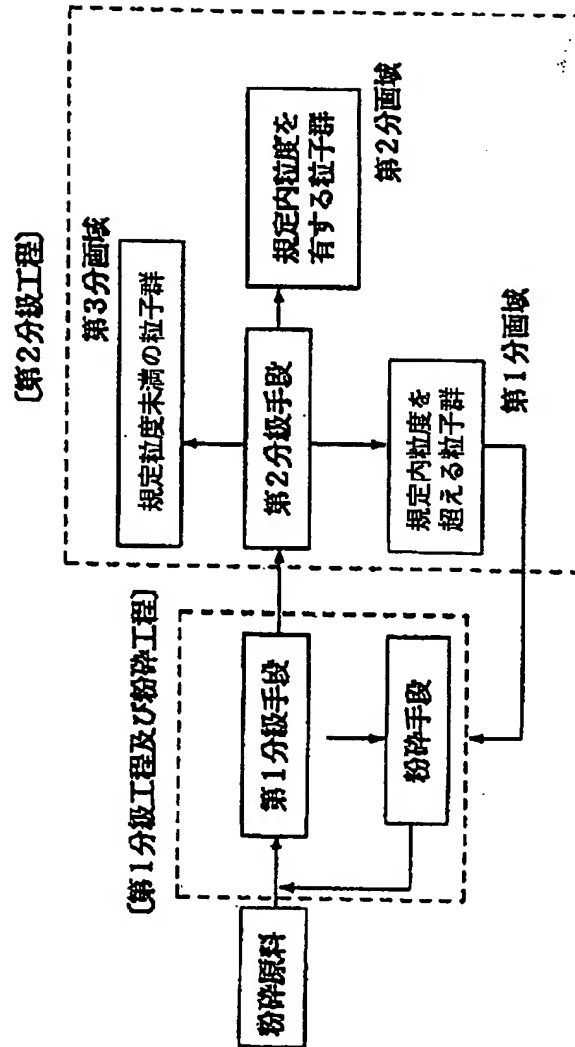 〔第2分級工程〕
第3分画域
規定粒度未満の粒子群
〔第1分級工程及び粉砕工程〕
粉砕原料
第1分級手段
第2分級手段
規定内粒度を
有する粒子群
第2分画域
粉砕手段
規定内粒度を
超える粒子群
第1分画域